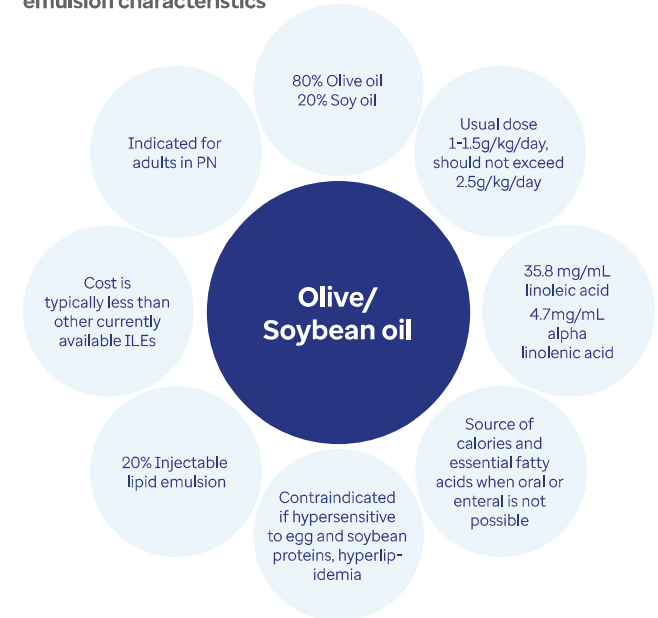 emulsion characteristics
80% Olive oil
20% Soy oil
Usual dose
1-1.5g/kg/day,
should not exceed
2.5g/kg/day
35.8 mg/mL
linoleic acid
4.7mg/mL
alpha
linolenic acid
Source of
calories and
essential fatty
acids when oral or
enteral is not
possible
Contraindicated
if hypersensitive
to egg and soybean
proteins, hyperlip-
idemia
20% Injectable
lipid emulsion
Cost is
typically less than
other currently
available ILEs
Indicated for
adults in PN
Olive/
Soybean oil